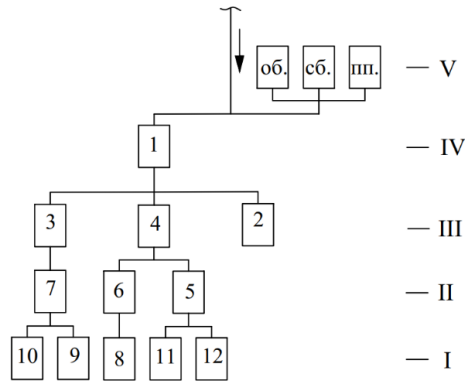 об. сб. пп. — V
1 — IV
3 4 2 — III
7 6 5 — II
10 9 8 11 12 — I